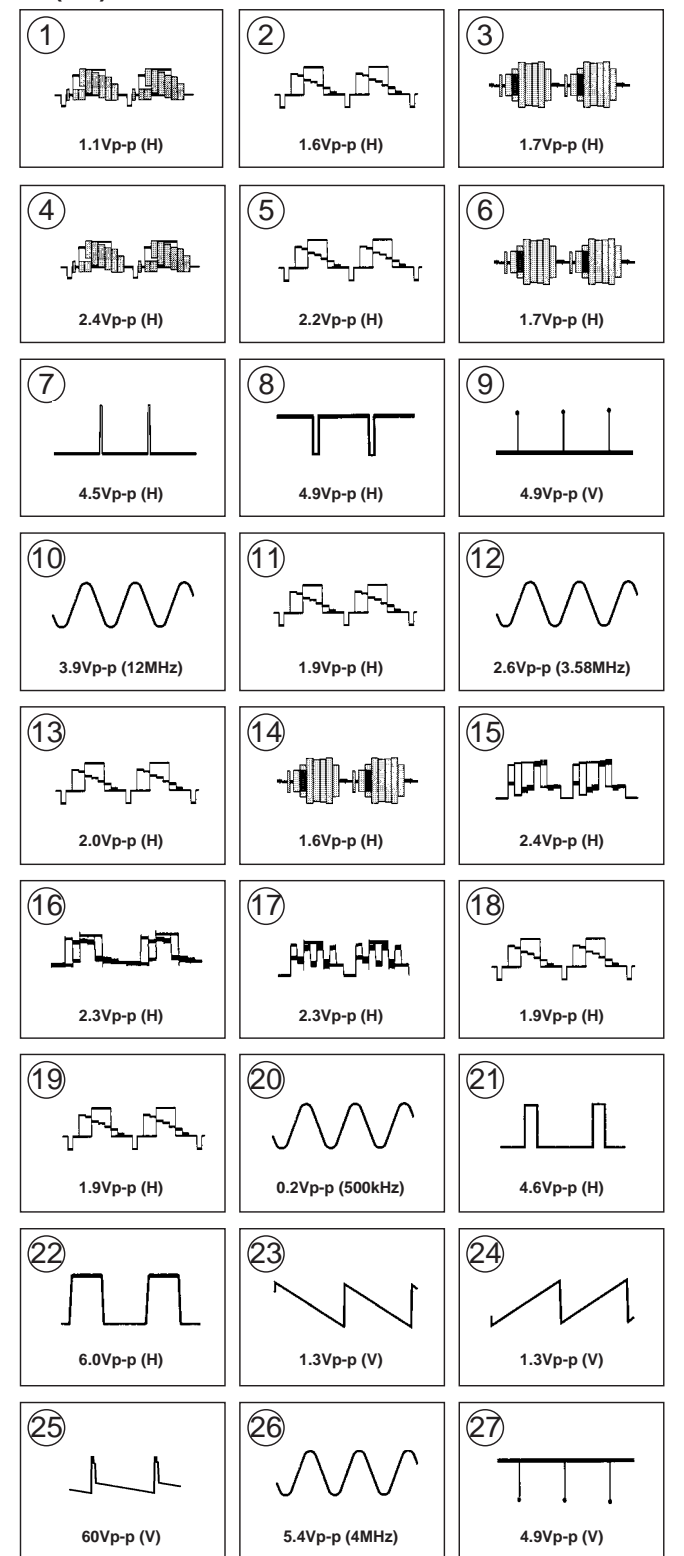 1 2 3
1.1Vp-p (H) 1.6Vp-p (H) 1.7Vp-p (H)
4 5 6
2.4Vp-p (H) 2.2Vp-p (H) 1.7Vp-p (H)
7 8 9
4.5Vp-p (H) 4.9Vp-p (H) 4.9Vp-p (V)
10 11 12
3.9Vp-p (12MHz) 1.9Vp-p (H) 2.6Vp-p (3.58MHz)
13 14 15
2.0Vp-p (H) 1.6Vp-p (H) 2.4Vp-p (H)
16 17 18
2.3Vp-p (H) 2.3Vp-p (H) 1.9Vp-p (H)
19 20 21
1.9Vp-p (H) 0.2Vp-p (500kHz) 4.6Vp-p (H)
22 23 24
6.0Vp-p (H) 1.3Vp-p (V) 1.3Vp-p (V)
25 26 27
60Vp-p (V) 5.4Vp-p (4MHz) 4.9Vp-p (V)